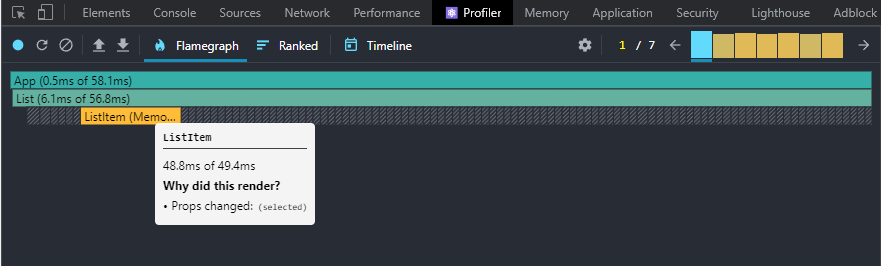 Elements Console Sources Network Performance Profiler Memory Application Security Lighthouse Adblock
Flamegraph Ranked Timeline 1 / 7
App (0.5ms of 58.1ms)
List (6.1ms of 56.8ms)
ListItem (Memo...
ListItem
48.8ms of 49.4ms
Why did this render?
• Props changed: (selected)